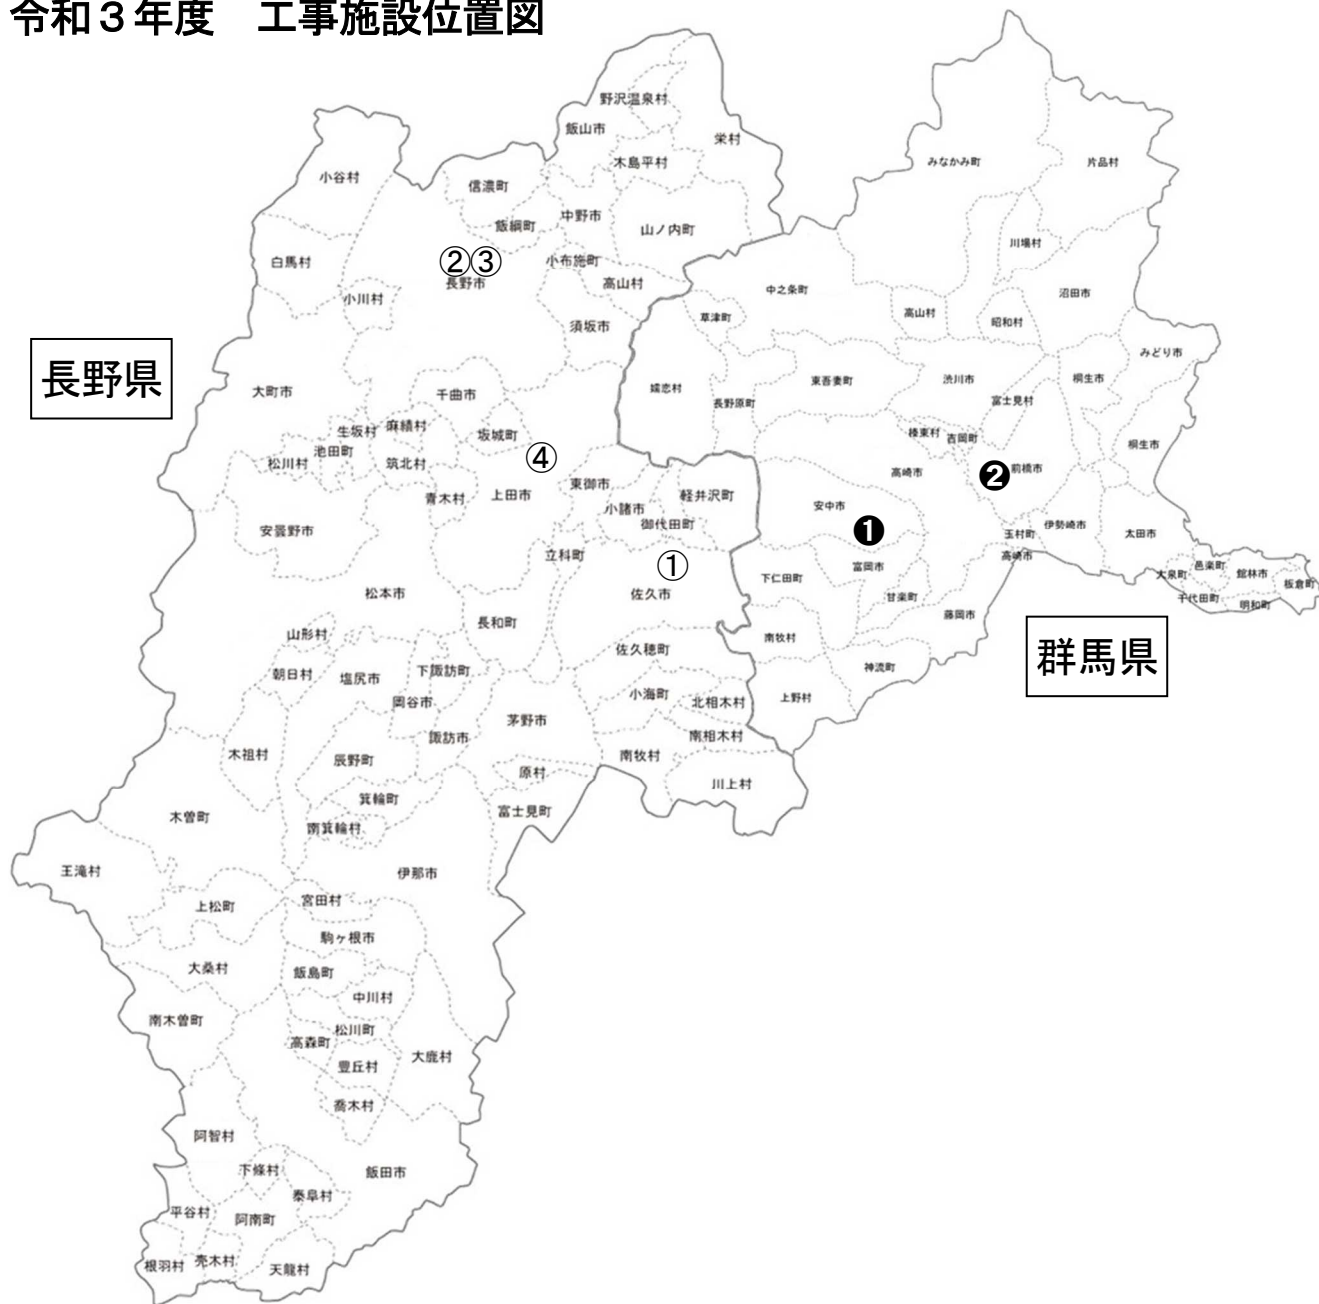 令和３年度　工事施設位置図
野沢温泉村
飯山市
栄村
木島平村
みなかみ町
片品村
小谷村
信濃町
飯綱町
中野市
山ノ内町
川場村
白馬村
②③
長野市
小布施町
高山村
小川村
須坂市
中之条町
沼田市
草津町
高山村
昭和村
みどり市
長野県
大町市
千曲市
嬬恋村
長野原町
東吾妻町
渋川市
桐生市
富士見村
生坂村
麻績村
坂城町
池田町
松川村
筑北村
④
榛東村
吉岡町
桐生市
高崎市
❷
前橋市
青木村
上田市
東御市
小諸市
軽井沢町
御代田町
安曇野市
安中市
❶
玉村町
伊勢崎市
太田市
高崎市
立科町
①
佐久市
下仁田町
富岡市
甘楽町
大泉町
邑楽町
館林市
板倉町
千代田町
明和町
松本市
長和町
藤岡市
山形村
南牧村
群馬県
佐久穂町
朝日村
塩尻市
下諏訪町
岡谷市
神流町
上野村
小海町
北相木村
茅野市
諏訪市
南相木村
木祖村
辰野町
南牧村
原村
川上村
箕輪町
富士見町
木曽町
南箕輪村
王滝村
伊那市
上松町
宮田村
駒ヶ根市
大桑村
飯島町
中川村
南木曽町
松川町
高森町
豊丘村
大鹿村
喬木村
阿智村
下條村
飯田市
泰阜村
平谷村
阿南町
根羽村
売木村
天龍村